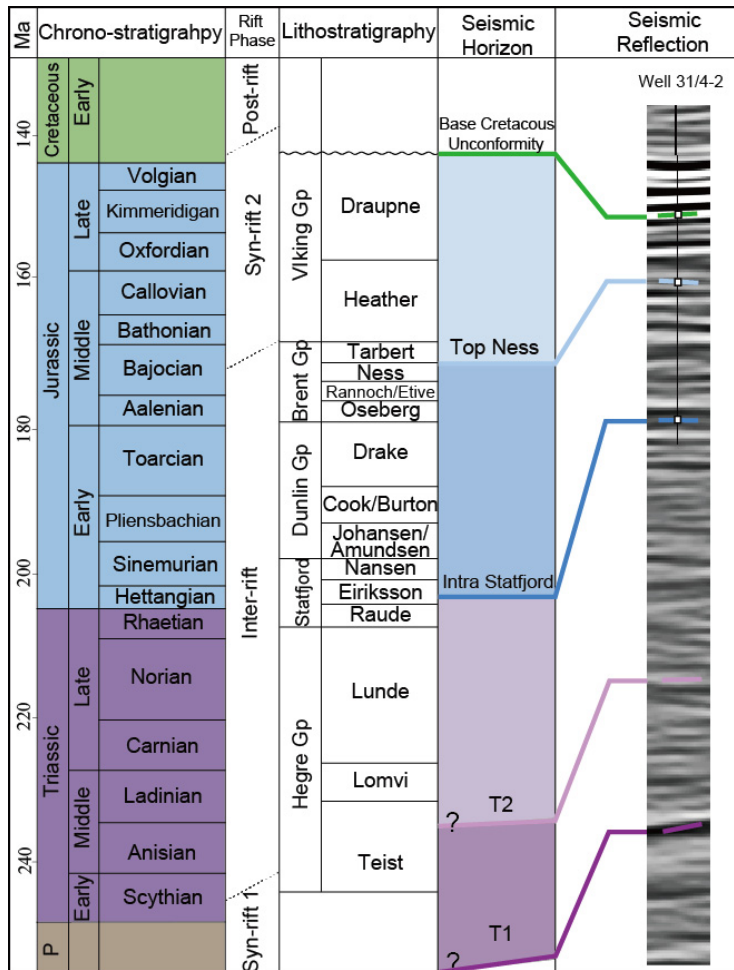 Ma
Chrono-stratigrahpy
Rift
Phase
Lithostratigraphy
Seismic
Horizon
Seismic
Reflection
140
160
180
200
220
240
Cretaceous
Jurassic
Triassic
P
Early
Late
Middle
Early
Late
Middle
Early
Volgian
Kimmeridigan
Oxfordian
Callovian
Bathonian
Bajocian
Aalenian
Toarcian
Pliensbachian
Sinemurian
Hettangian
Rhaetian
Norian
Carnian
Ladinian
Anisian
Scythian
Post-rift
Syn-rift 2
Inter-rift
Syn-rift 1
VIking Gp
Brent Gp
Dunlin Gp
Statfjord
Hegre Gp
Draupne
Heather
Tarbert
Ness
Rannoch/Etive
Oseberg
Drake
Cook/Burton
Johansen/
Amundsen
Nansen
Eiriksson
Raude
Lunde
Lomvi
Teist
Base Cretacous
Unconformity
Top Ness
Intra Statfjord
T2
?
T1
?
Well 31/4-2